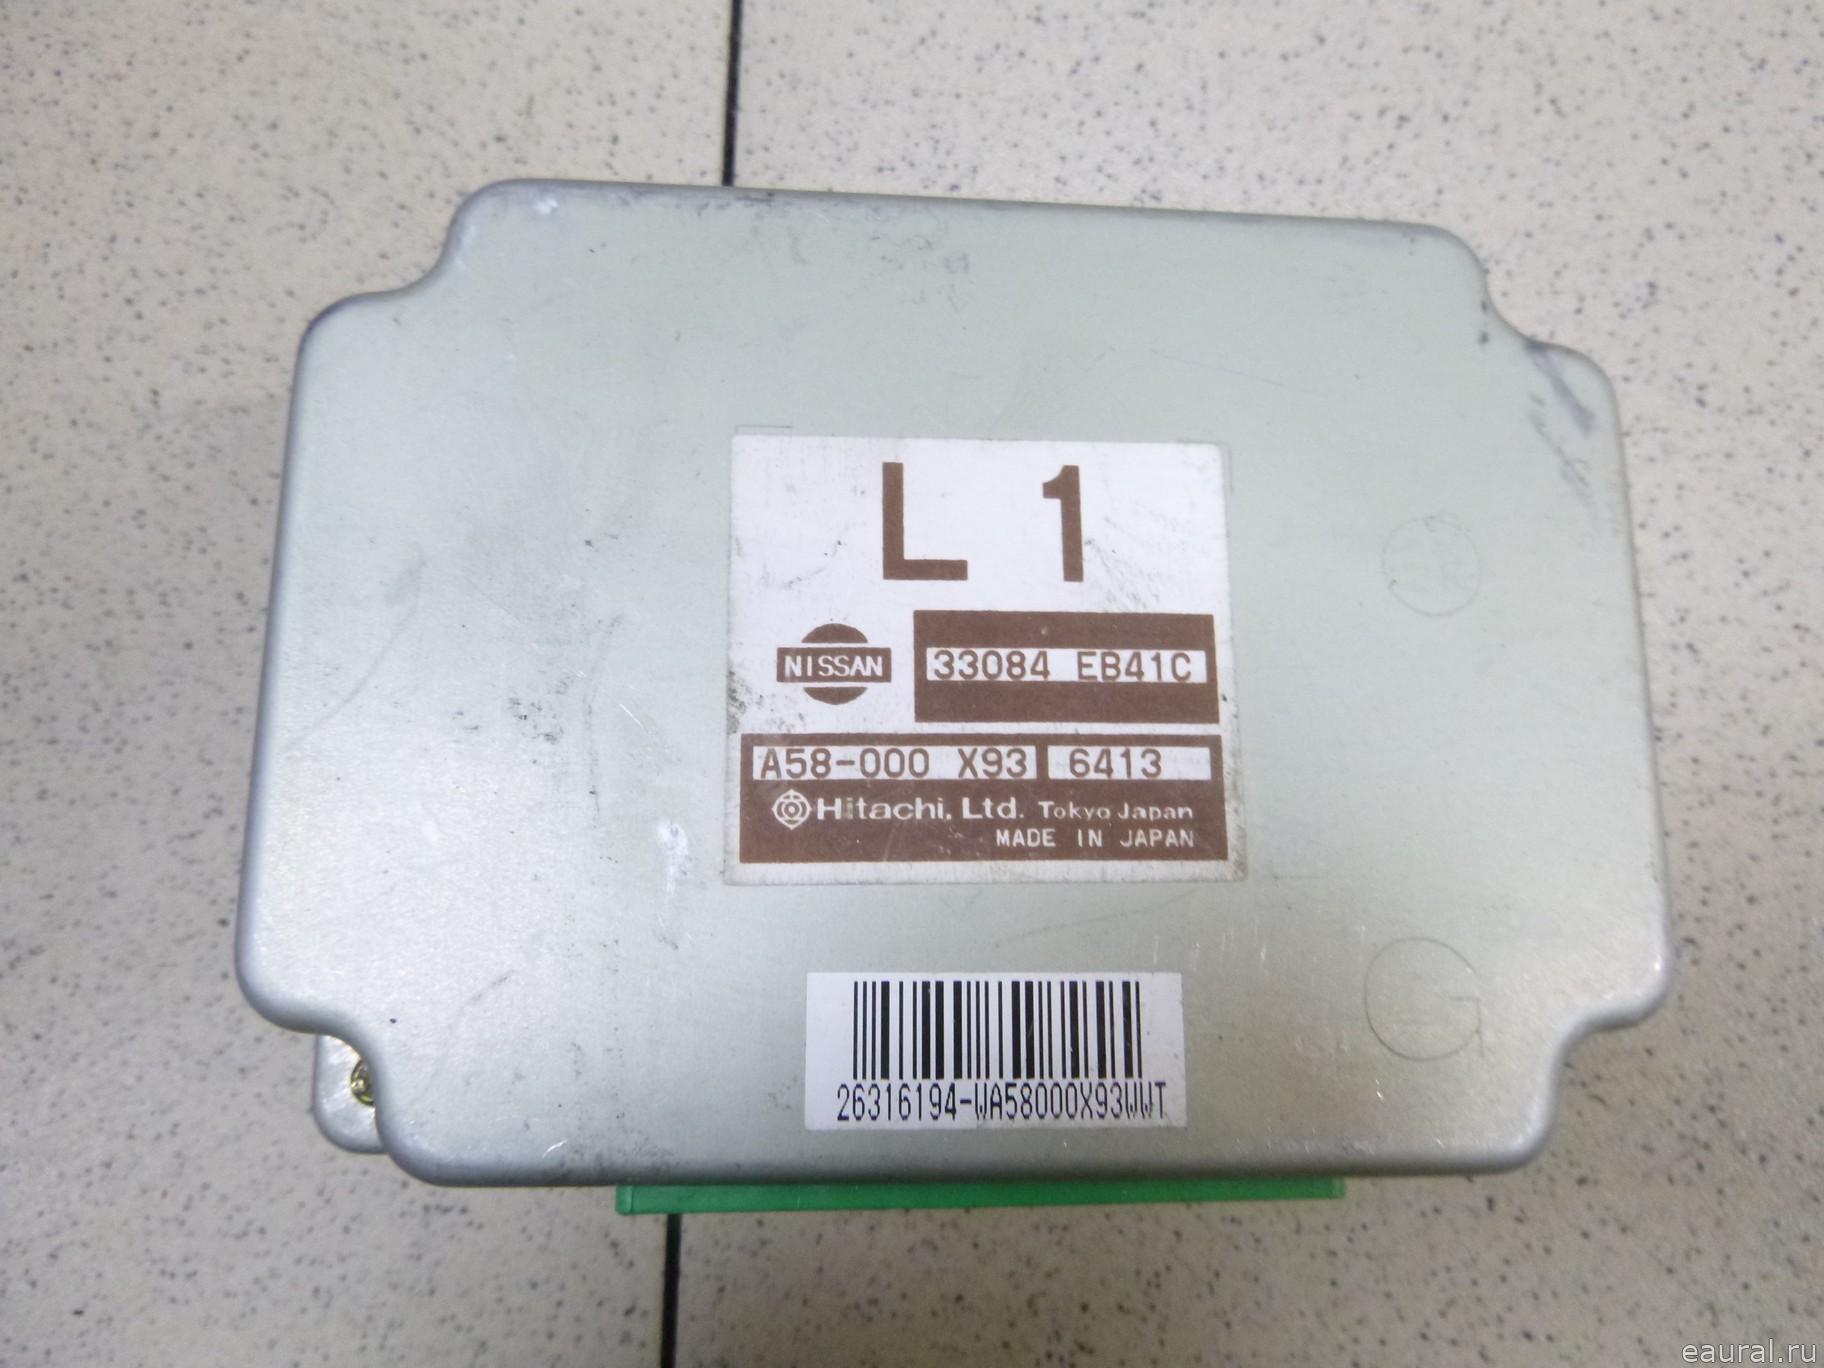 L 1
NISSAN
33084 EB41C
A58-000 X93 6413
Hitachi, Ltd. Tokyo Japan
MADE IN JAPAN
26316194-WA58000X93WWT
G
eaural.ru